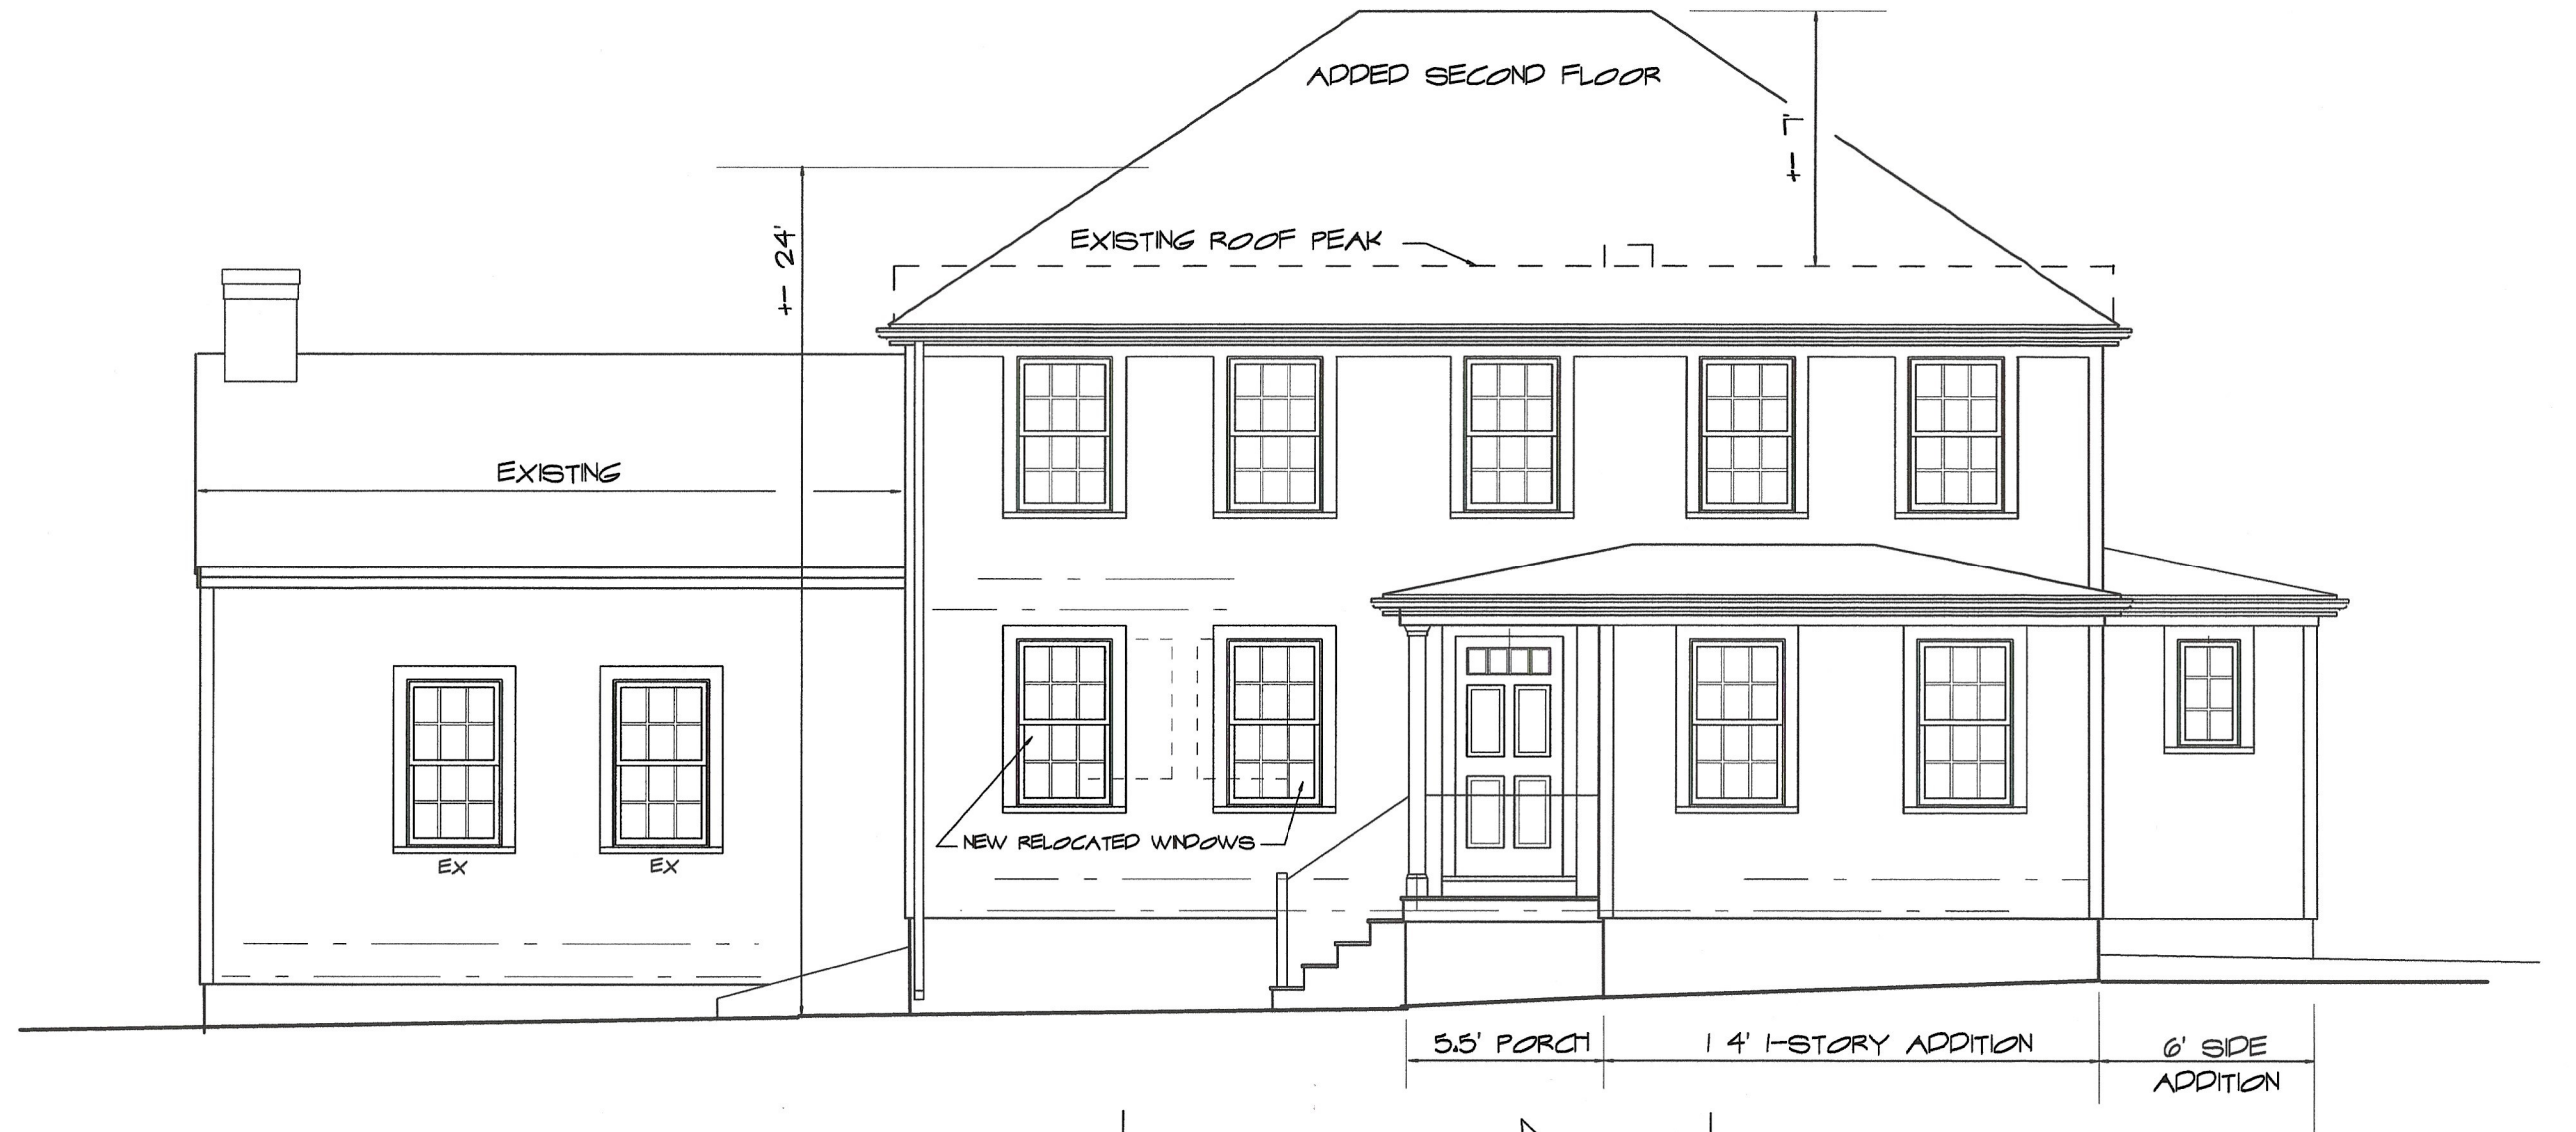 ADDED SECOND FLOOR
+- 7'
+- 24'
EXISTING ROOF PEAK
EXISTING
NEW RELOCATED WINDOWS
EX
EX
5.5' PORCH
14' 1-STORY ADDITION
6' SIDE
ADDITION